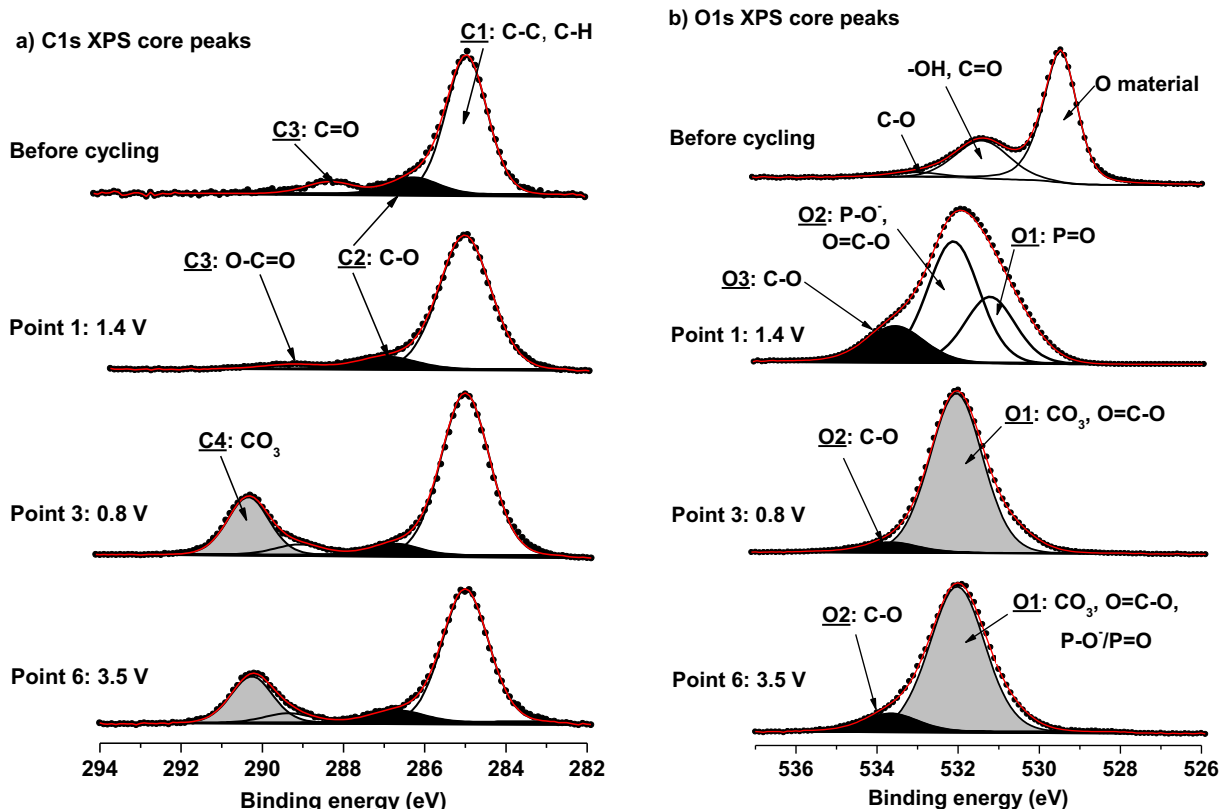 a) C1s XPS core peaks
C1: C-C, C-H
C3: C=O
Before cycling
C3: O-C=O
C2: C-O
Point 1: 1.4 V
C4: CO3
Point 3: 0.8 V
Point 6: 3.5 V
294 292 290 288 286 284 282
Binding energy (eV)
b) O1s XPS core peaks
-OH, C=O
O material
C-O
Before cycling
O2: P-O-,
O=C-O
O1: P=O
O3: C-O
Point 1: 1.4 V
O1: CO3, O=C-O
O2: C-O
Point 3: 0.8 V
O1: CO3, O=C-O,
P-O-/P=O
O2: C-O
Point 6: 3.5 V
536 534 532 530 528 526
Binding energy (eV)